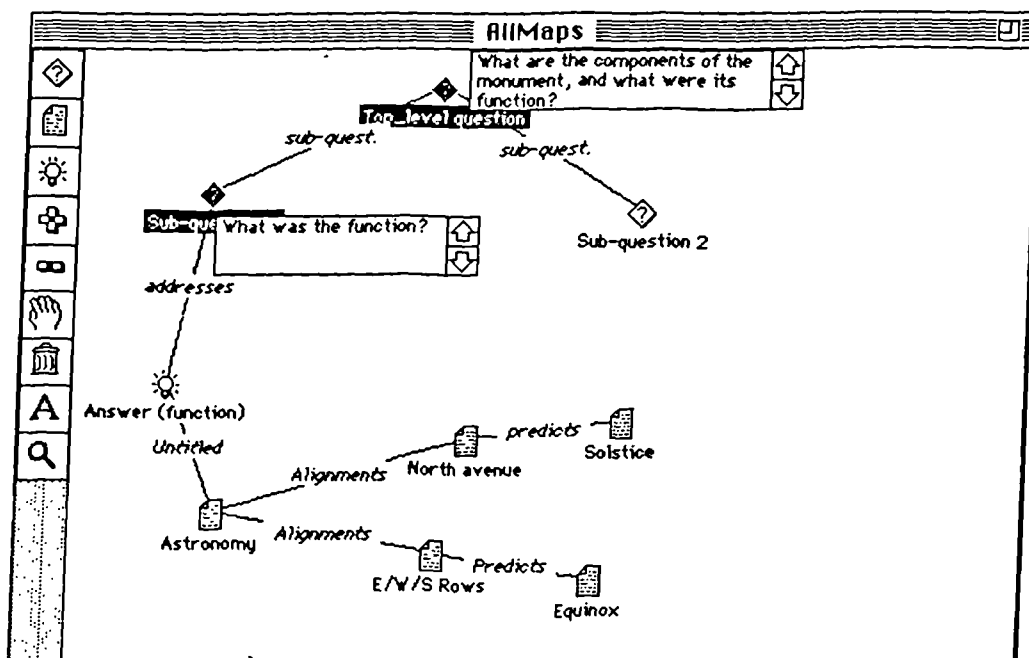 AllMaps
What are the components of the
monument, and what were its
function?
Top_level question
sub-quest.
sub-quest.
What was the function?
Sub-question 2
addresses
Answer (function)
Untitled
North avenue
predicts
Solstice
Alignments
Astronomy
Alignments
E/W/S Rows
Predicts
Equinox
A